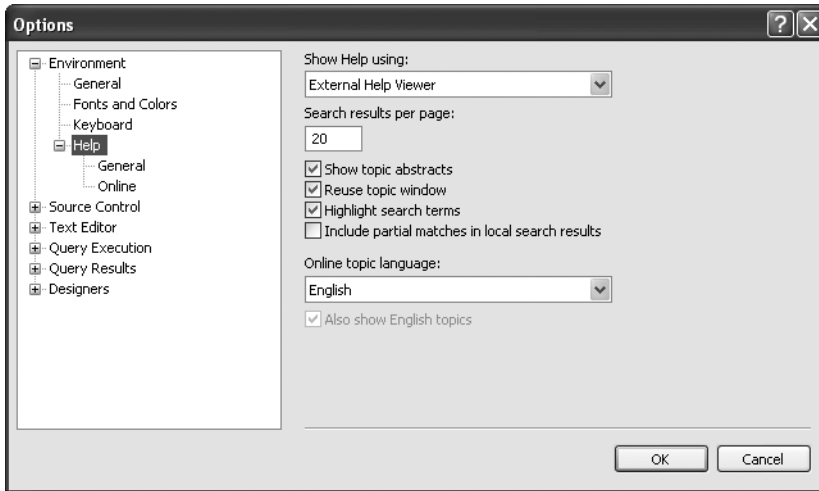 Options
Environment
General
Fonts and Colors
Keyboard
Help
General
Online
Source Control
Text Editor
Query Execution
Query Results
Designers
Show Help using:
External Help Viewer
Search results per page:
20
Show topic abstracts
Reuse topic window
Highlight search terms
Include partial matches in local search results
Online topic language:
English
Also show English topics
OK
Cancel